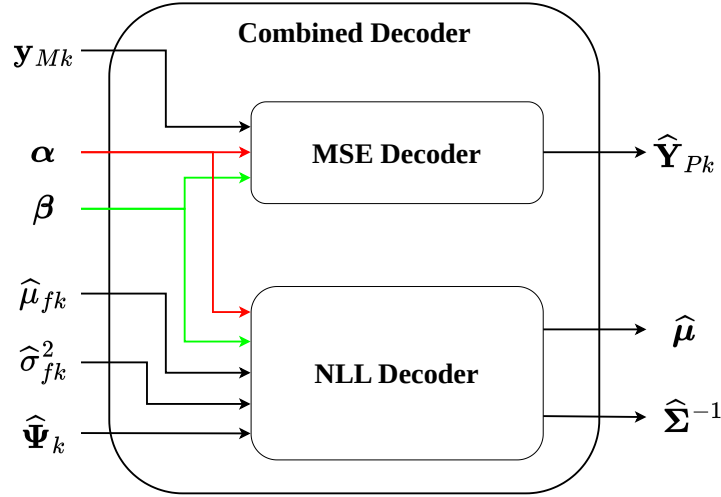 Combined Decoder
𝐲_{Mk}
𝜶
𝜷
MSE Decoder
𝐘̂_{Pk}
μ̂_{fk}
σ̂²_{fk}
𝚿̂_k
NLL Decoder
𝝁̂
𝚺̂⁻¹